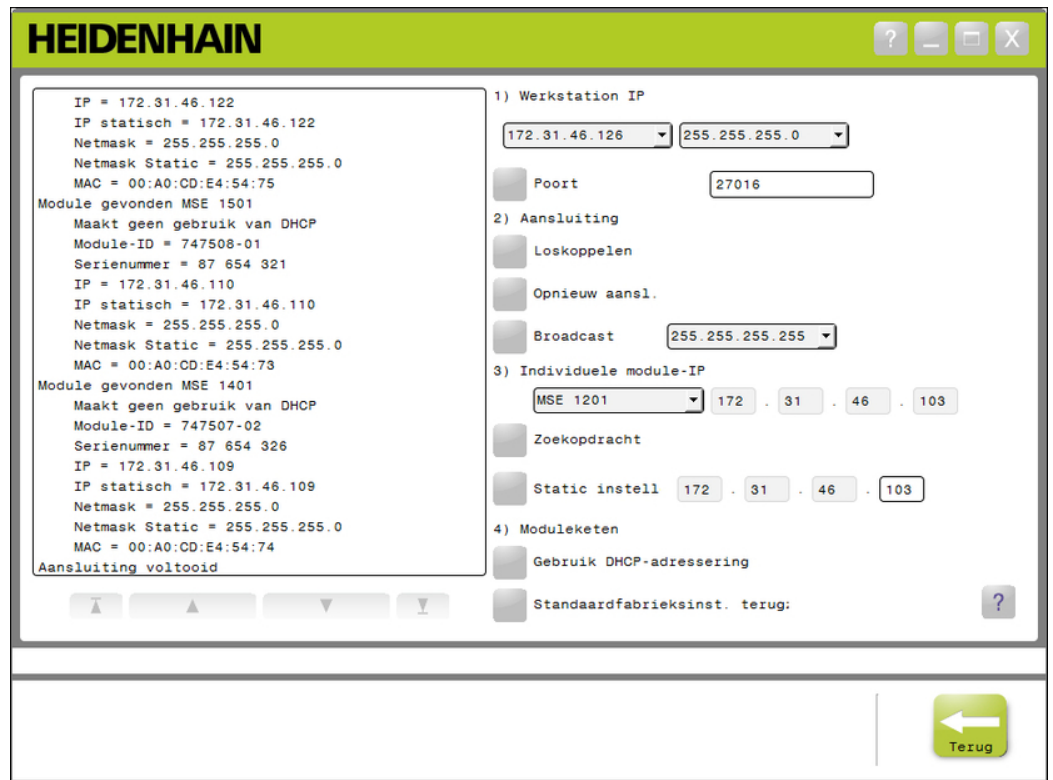 HEIDENHAIN
? _ □ X
IP = 172.31.46.122
IP statisch = 172.31.46.122
Netmask = 255.255.255.0
Netmask Static = 255.255.255.0
MAC = 00:A0:CD:E4:54:75
Module gevonden MSE 1501
Maakt geen gebruik van DHCP
Module-ID = 747508-01
Serienummer = 87 654 321
IP = 172.31.46.110
IP statisch = 172.31.46.110
Netmask = 255.255.255.0
Netmask Static = 255.255.255.0
MAC = 00:A0:CD:E4:54:73
Module gevonden MSE 1401
Maakt geen gebruik van DHCP
Module-ID = 747507-02
Serienummer = 87 654 326
IP = 172.31.46.109
IP statisch = 172.31.46.109
Netmask = 255.255.255.0
Netmask Static = 255.255.255.0
MAC = 00:A0:CD:E4:54:74
Aansluiting voltooid
1) Werkstation IP
172.31.46.126 255.255.255.0
Poort 27016
2) Aansluiting
Loskoppelen
Opnieuw aansl.
Broadcast 255.255.255.255
3) Individuele module-IP
MSE 1201 172 . 31 . 46 . 103
Zoekopdracht
Static instell 172 . 31 . 46 . 103
4) Moduleketen
Gebruik DHCP-adressering
Standaardfabrieksinst. terug;
?
Terug